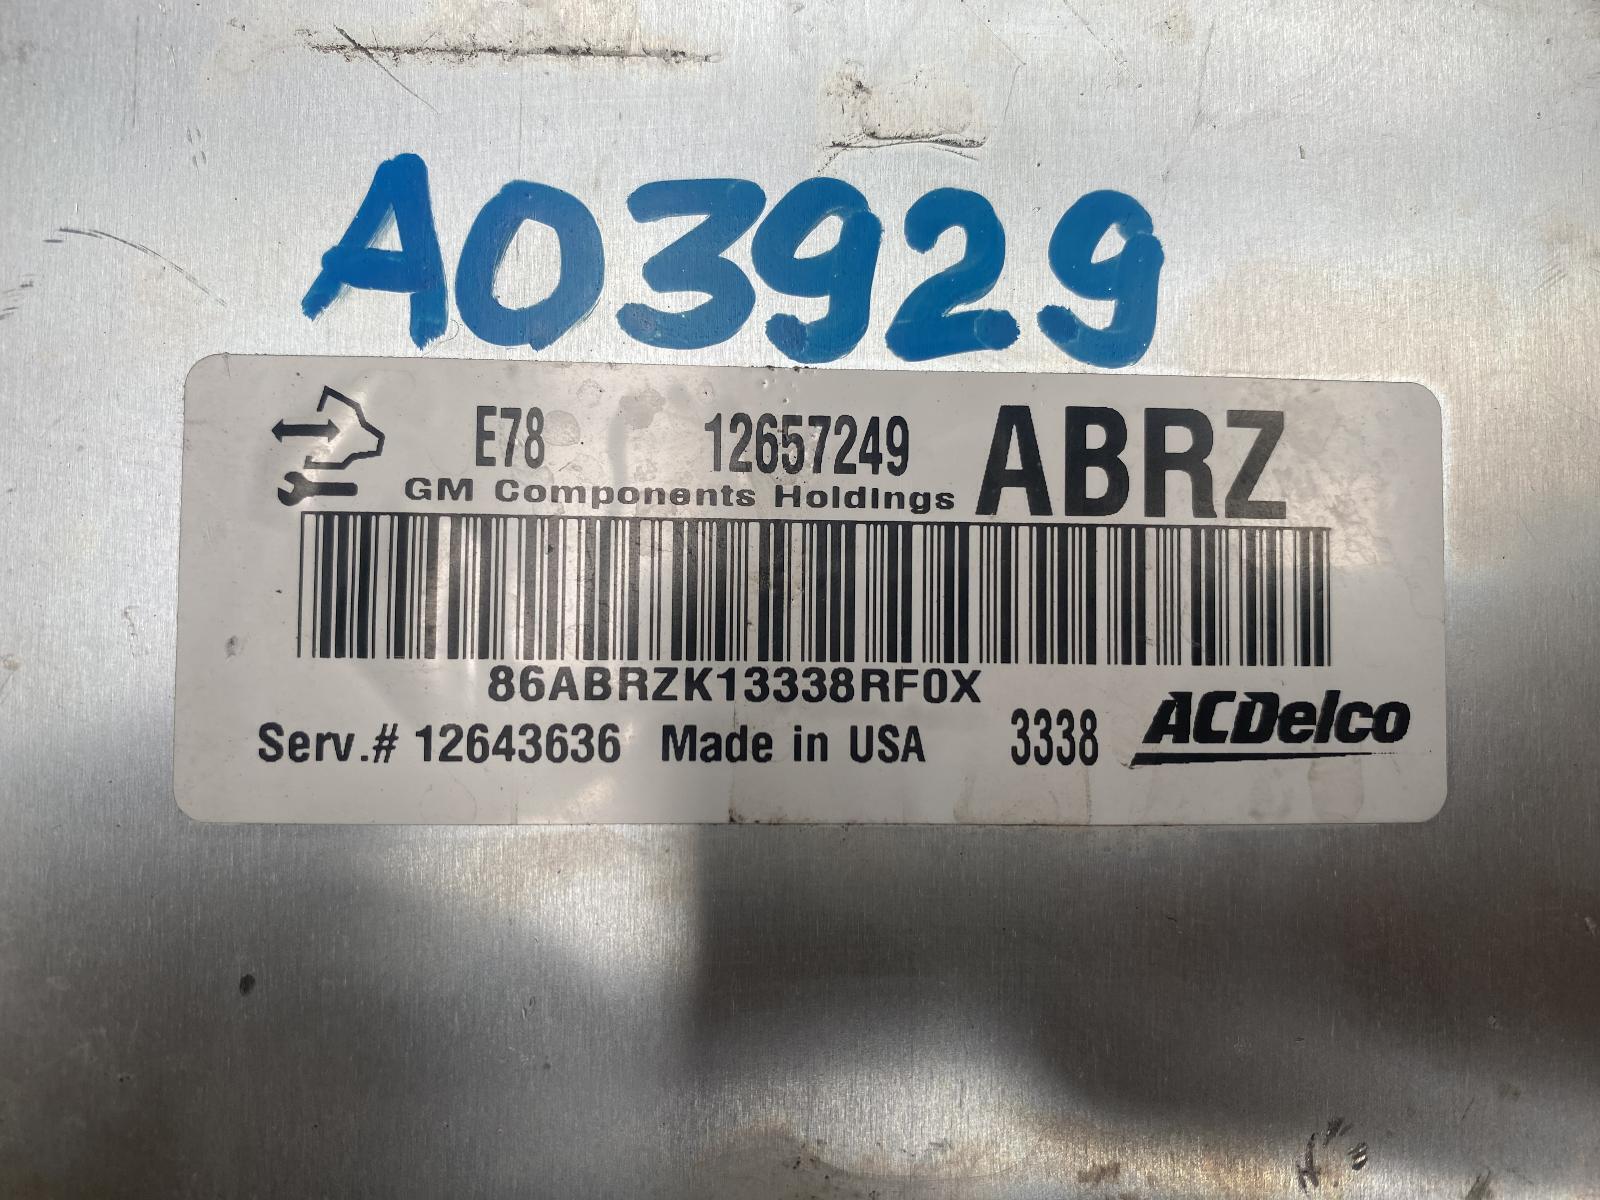 A03929
E78 12657249 ABRZ
GM Components Holdings
86ABRZK13338RF0X
Serv.# 12643636 Made in USA 3338 ACDelco